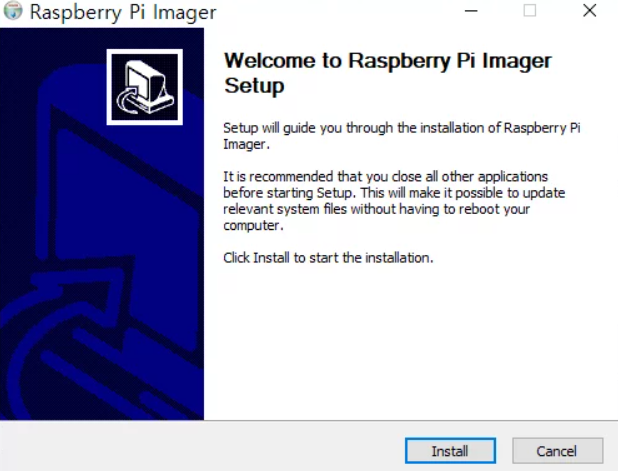 Raspberry Pi Imager
Welcome to Raspberry Pi Imager
Setup
Setup will guide you through the installation of Raspberry Pi
Imager.
It is recommended that you close all other applications
before starting Setup. This will make it possible to update
relevant system files without having to reboot your
computer.
Click Install to start the installation.
Install
Cancel